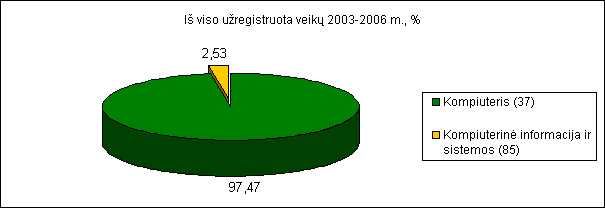 Iš viso užregistruota veikų 2003-2006 m., %
2,53
97,47
Kompiuteris (37)
Kompiuterinė informacija ir
sistemos (85)